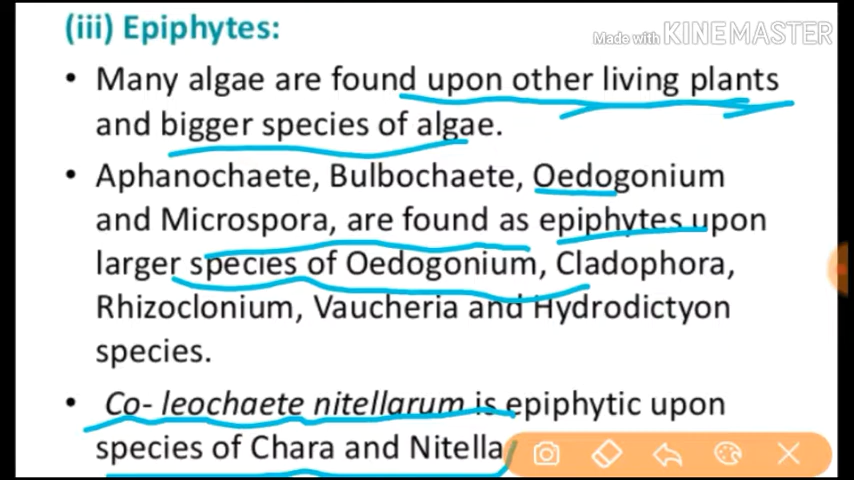 (iii) Epiphytes:
Made with KINEMASTER
• Many algae are found upon other living plants
and bigger species of algae.
• Aphanochaete, Bulbochaete, Oedogonium
and Microspora, are found as epiphytes upon
larger species of Oedogonium, Cladophora,
Rhizoclonium, Vaucheria and Hydrodictyon
species.
• Co- leochaete nitellarum is epiphytic upon
species of Chara and Nitella